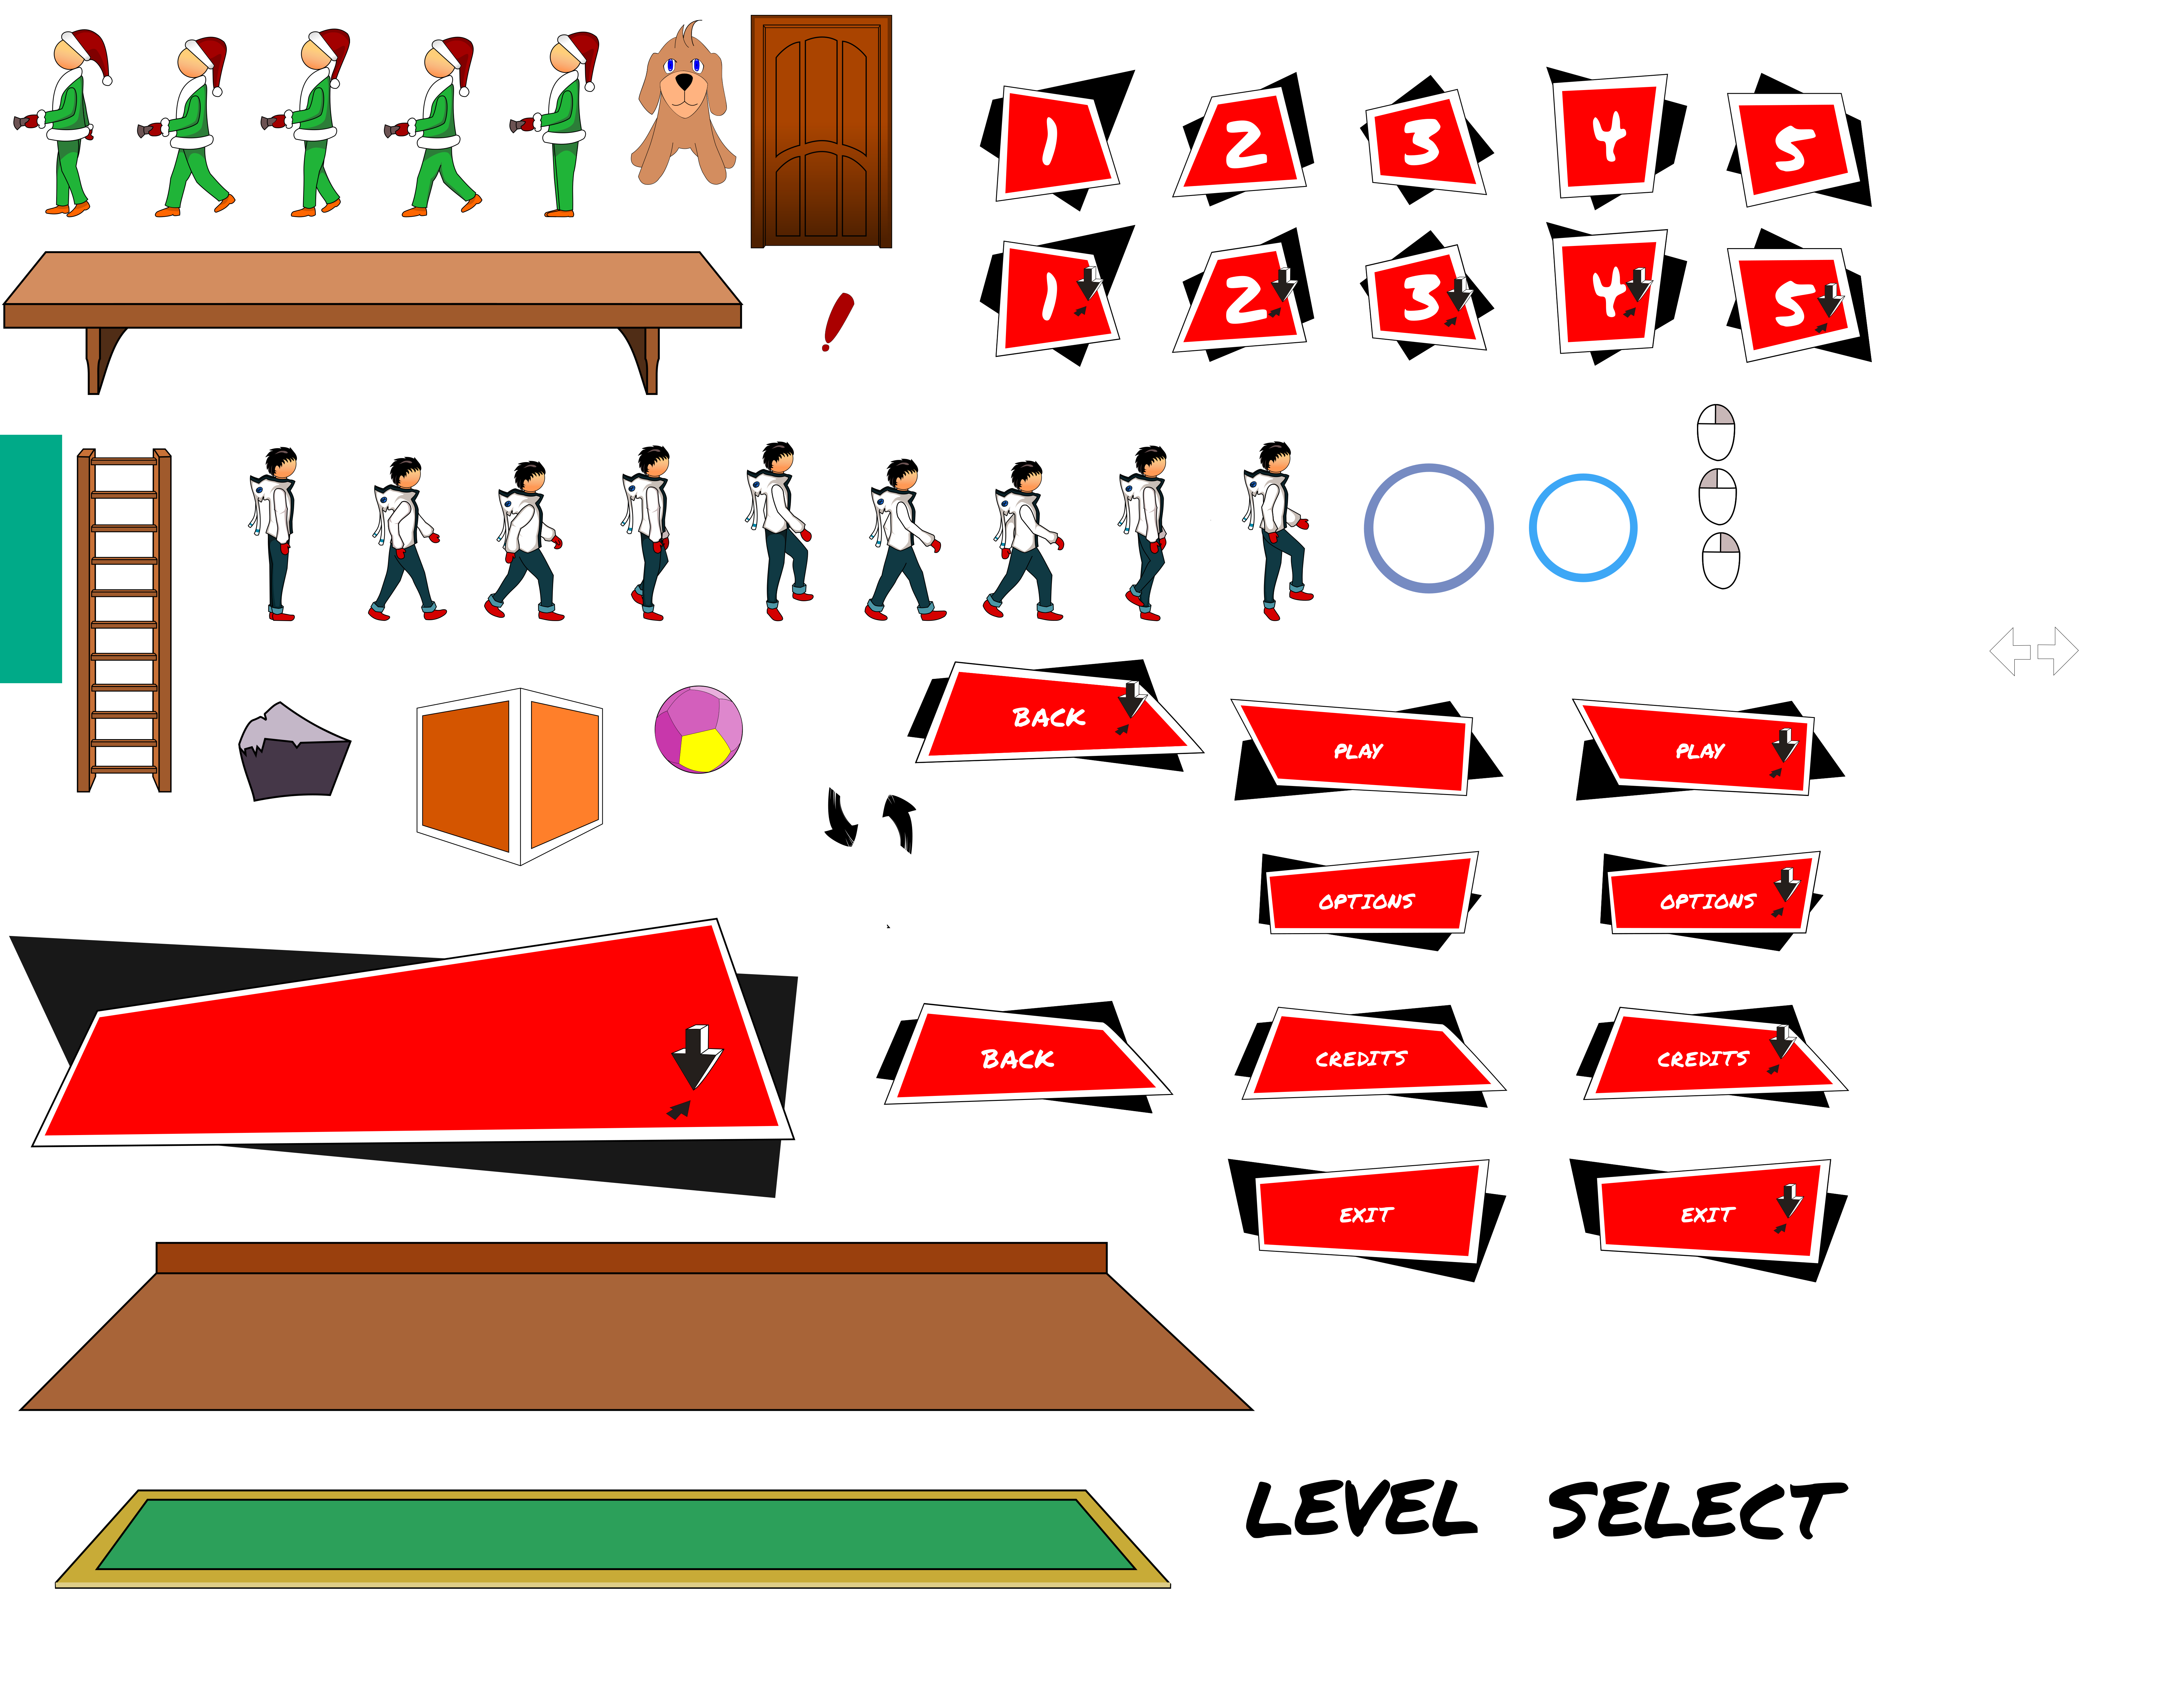 1 2 3 4 5
1 2 3 4 5
!
BACK
PLAY PLAY
OPTIONS OPTIONS
BACK CREDITS CREDITS
EXIT EXIT
LEVEL SELECT